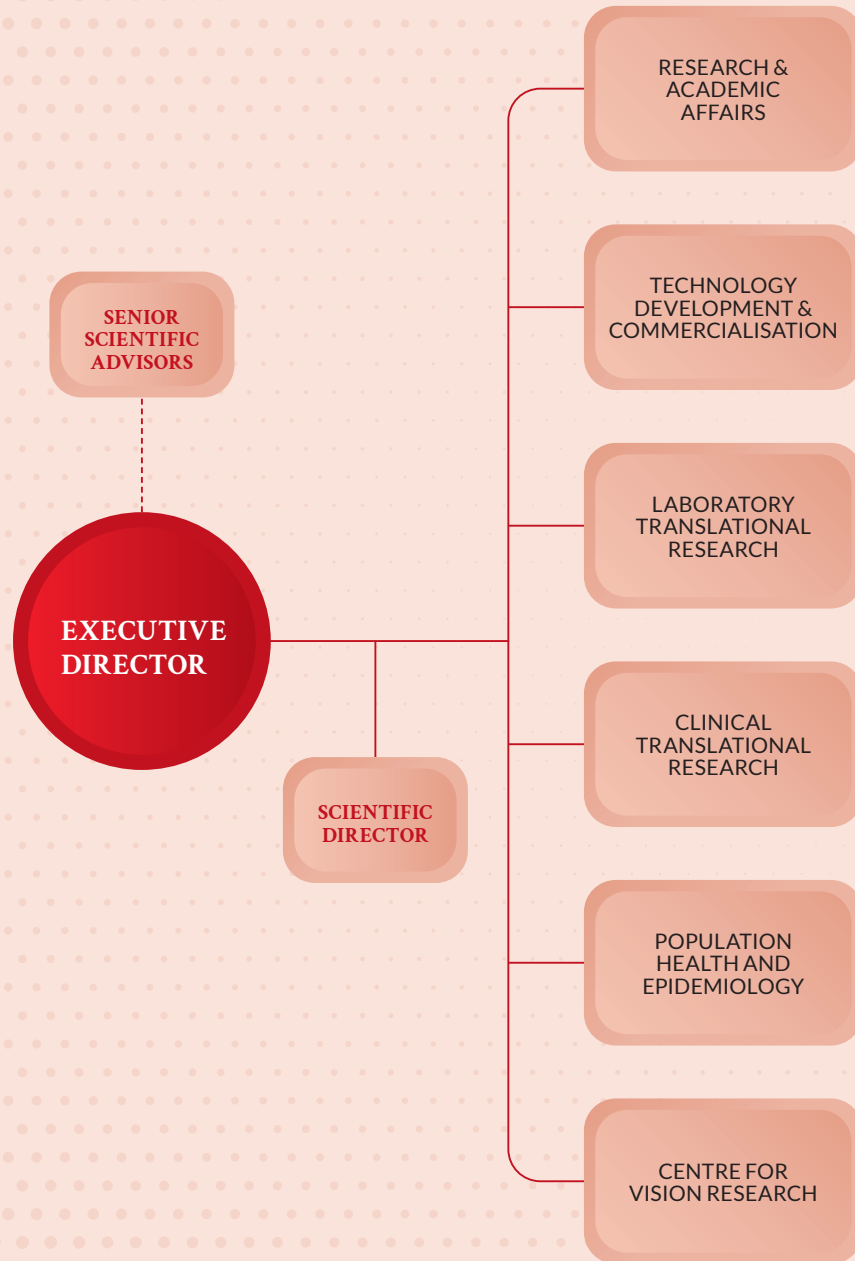 SENIOR
SCIENTIFIC
ADVISORS
EXECUTIVE
DIRECTOR
SCIENTIFIC
DIRECTOR
RESEARCH &
ACADEMIC
AFFAIRS
TECHNOLOGY
DEVELOPMENT &
COMMERCIALISATION
LABORATORY
TRANSLATIONAL
RESEARCH
CLINICAL
TRANSLATIONAL
RESEARCH
POPULATION
HEALTH AND
EPIDEMIOLOGY
CENTRE FOR
VISION RESEARCH